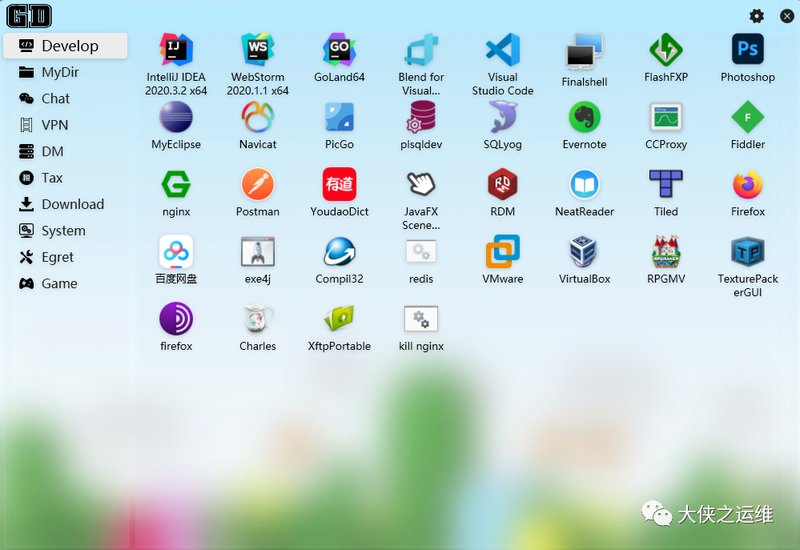 GD
Develop
MyDir
Chat
VPN
DM
Tax
Download
System
Egret
Game
IJ
WS
GO
Ps
IntelliJ IDEA
2020.3.2 x64
WebStorm
2020.1.1 x64
GoLand64
Blend for
Visual...
Visual
Studio Code
Finalshell
FlashFXP
Photoshop
F
MyEclipse
Navicat
PicGo
plsqldev
SQLyog
Evernote
CCProxy
Fiddler
G
有道
RD
nginx
Postman
YoudaoDict
JavaFX
Scene...
RDM
NeatReader
Tiled
Firefox
RPGMAKER
TP
百度网盘
exe4j
Compil32
redis
VMware
VirtualBox
RPGMV
TexturePack
erGUI
firefox
Charles
XftpPortable
kill nginx
大侠之运维